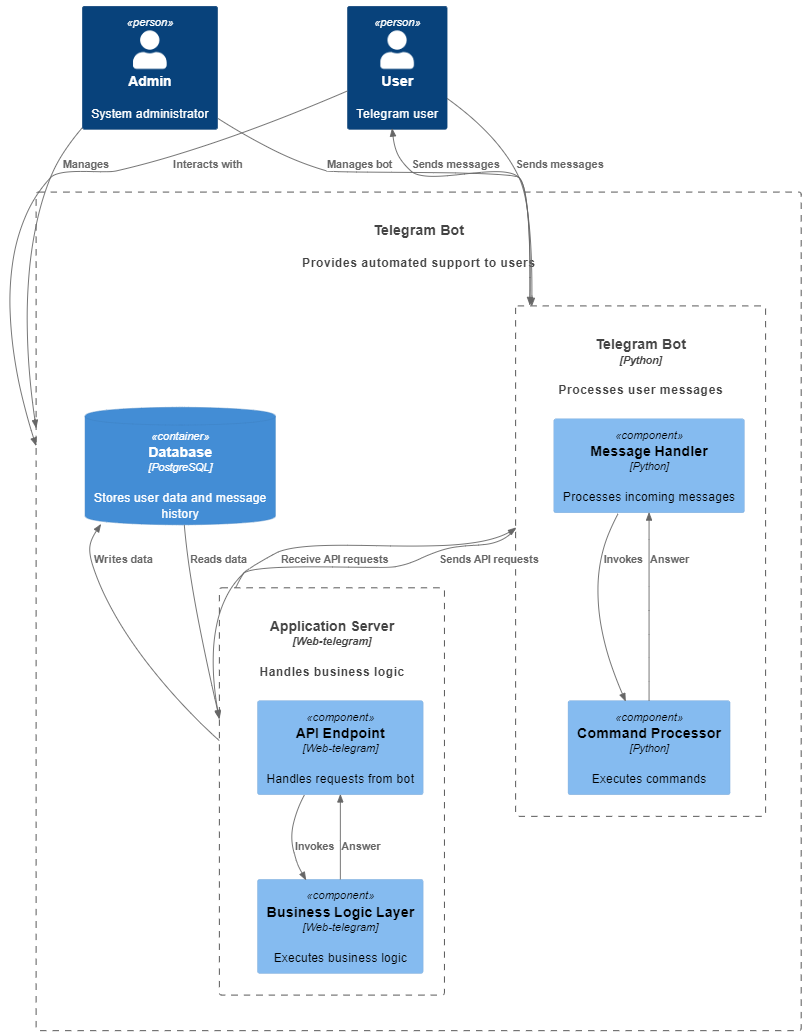 «person»
Admin
System administrator
«person»
User
Telegram user
Manages
Interacts with
Manages bot
Sends messages
Sends messages
Telegram Bot
Provides automated support to users
Telegram Bot
[Python]
Processes user messages
«container»
Database
[PostgreSQL]
Stores user data and message
history
«component»
Message Handler
[Python]
Processes incoming messages
Writes data
Reads data
Receive API requests
Sends API requests
Invokes
Answer
Application Server
[Web-telegram]
Handles business logic
«component»
API Endpoint
[Web-telegram]
Handles requests from bot
«component»
Command Processor
[Python]
Executes commands
Invokes
Answer
«component»
Business Logic Layer
[Web-telegram]
Executes business logic